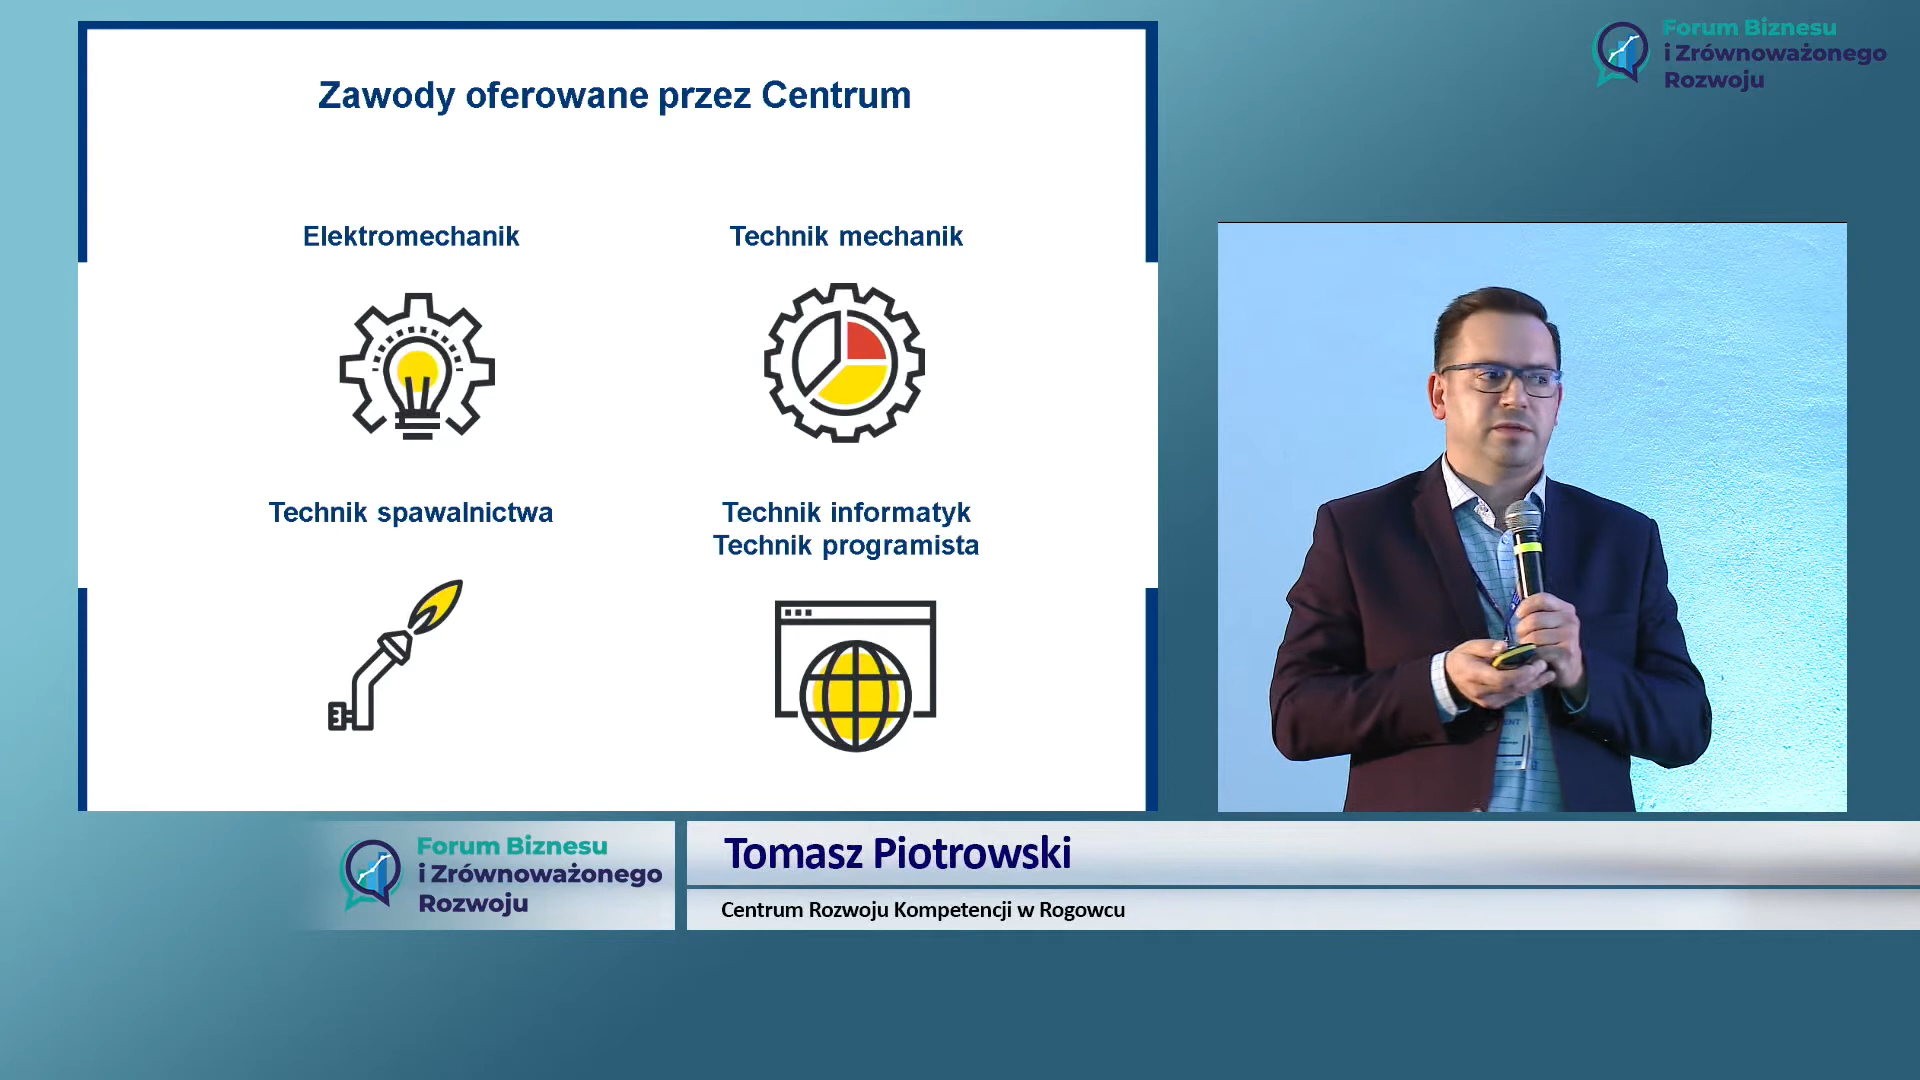 Zawody oferowane przez Centrum
Elektromechanik
Technik mechanik
Technik spawalnictwa
Technik informatyk
Technik programista
Forum Biznesu
i Zrównoważonego
Rozwoju
Forum Biznesu
i Zrównoważonego
Rozwoju
Tomasz Piotrowski
Centrum Rozwoju Kompetencji w Rogowcu